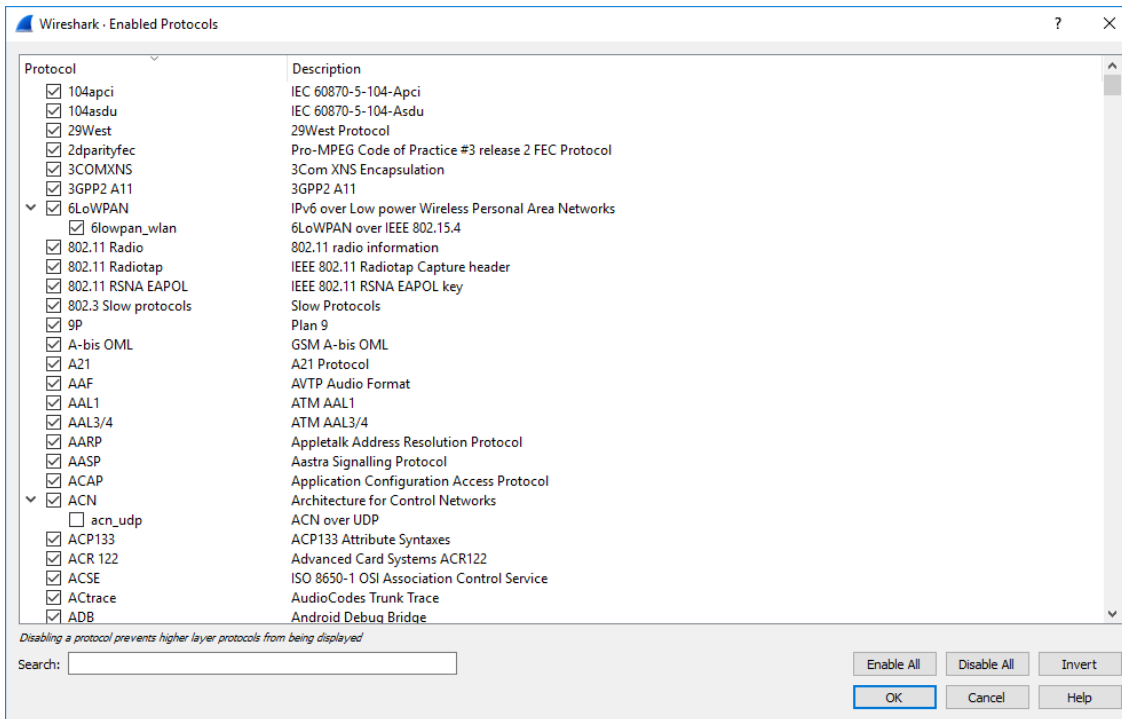 Wireshark · Enabled Protocols ?
Protocol Description
104apci IEC 60870-5-104-Apci
104asdu IEC 60870-5-104-Asdu
29West 29West Protocol
2dparityfec Pro-MPEG Code of Practice #3 release 2 FEC Protocol
3COMXNS 3Com XNS Encapsulation
3GPP2 A11 3GPP2 A11
6LoWPAN IPv6 over Low power Wireless Personal Area Networks
6lowpan_wlan 6LoWPAN over IEEE 802.15.4
802.11 Radio 802.11 radio information
802.11 Radiotap IEEE 802.11 Radiotap Capture header
802.11 RSNA EAPOL IEEE 802.11 RSNA EAPOL key
802.3 Slow protocols Slow Protocols
9P Plan 9
A-bis OML GSM A-bis OML
A21 A21 Protocol
AAF AVTP Audio Format
AAL1 ATM AAL1
AAL3/4 ATM AAL3/4
AARP Appletalk Address Resolution Protocol
AASP Aastra Signalling Protocol
ACAP Application Configuration Access Protocol
ACN Architecture for Control Networks
acn_udp ACN over UDP
ACP133 ACP133 Attribute Syntaxes
ACR 122 Advanced Card Systems ACR122
ACSE ISO 8650-1 OSI Association Control Service
ACtrace AudioCodes Trunk Trace
ADB Android Debug Bridge
Disabling a protocol prevents higher layer protocols from being displayed
Search: Enable All Disable All Invert
OK Cancel Help